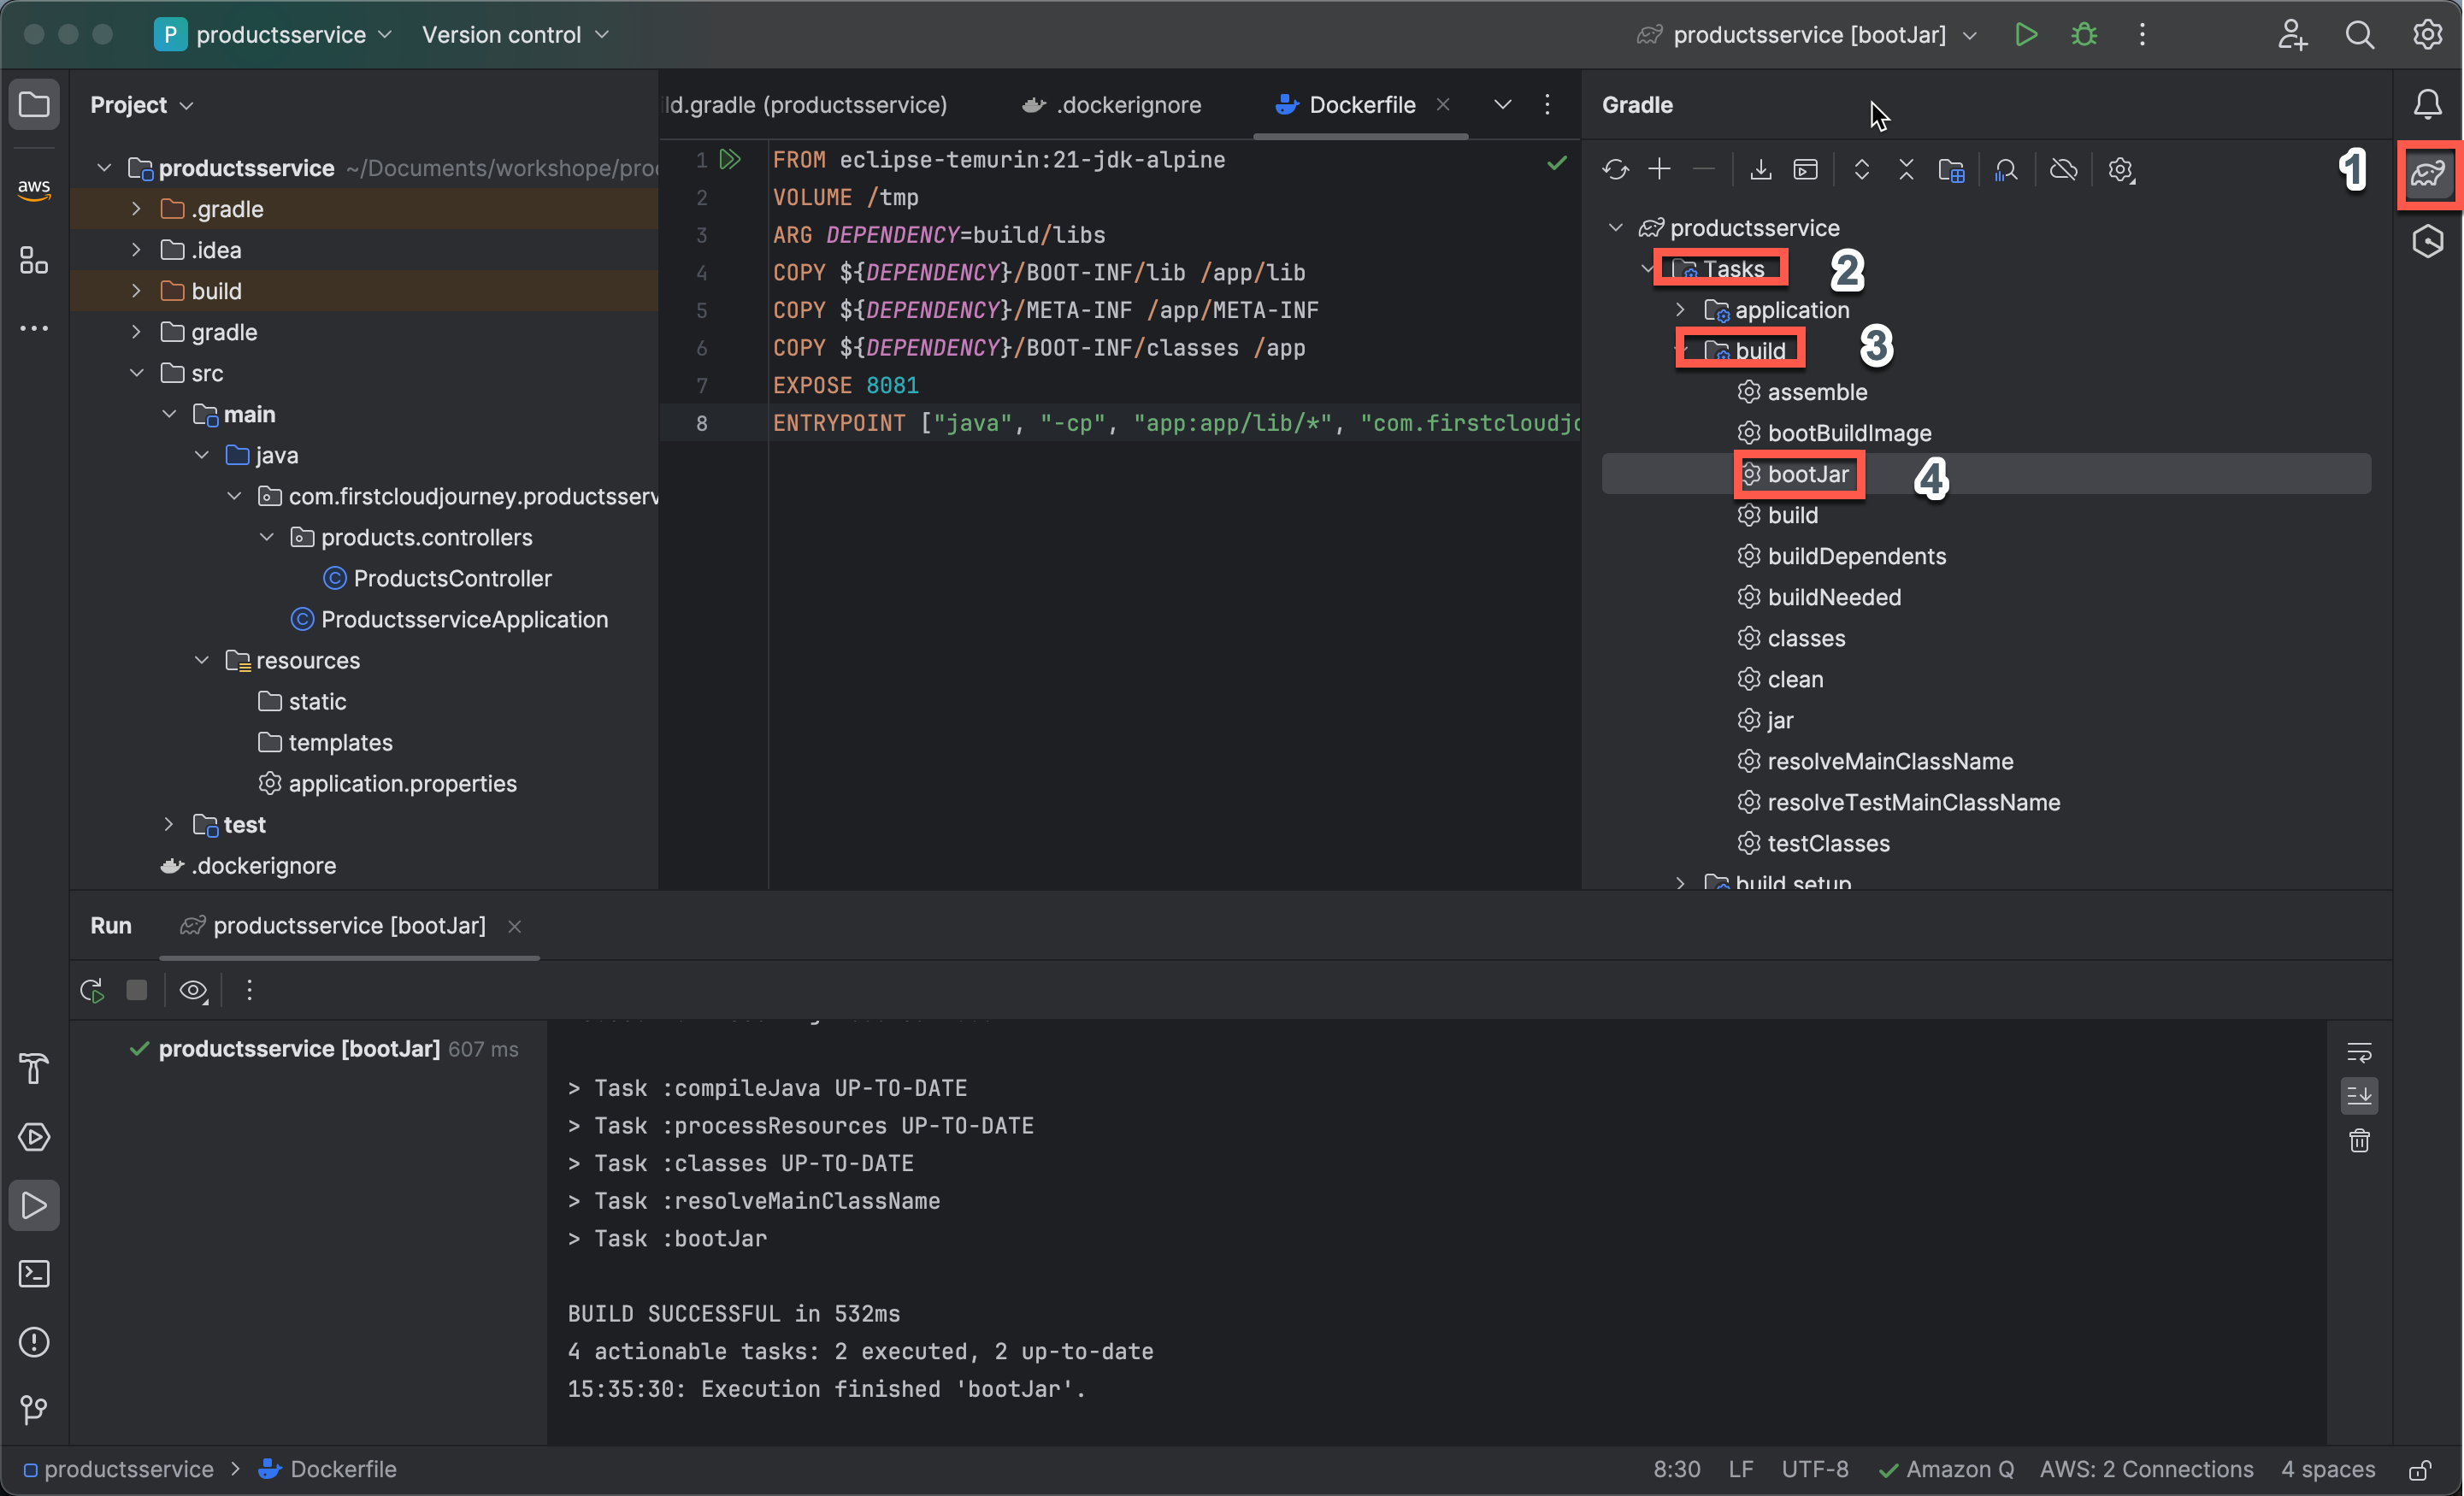 P productsservice Version control productsservice [bootJar]
Project
ld.gradle (productsservice) .dockerignore Dockerfile
Gradle
aws
productsservice ~/Documents/workshope/pro
.gradle
.idea
build
gradle
src
main
java
com.firstcloudjourney.productsserv
products.controllers
ProductsController
ProductsserviceApplication
resources
static
templates
application.properties
test
.dockerignore
1 FROM eclipse-temurin:21-jdk-alpine
2 VOLUME /tmp
3 ARG DEPENDENCY=build/libs
4 COPY ${DEPENDENCY}/BOOT-INF/lib /app/lib
5 COPY ${DEPENDENCY}/META-INF /app/META-INF
6 COPY ${DEPENDENCY}/BOOT-INF/classes /app
7 EXPOSE 8081
8 ENTRYPOINT ["java", "-cp", "app:app/lib/*", "com.firstcloudjo
1
productsservice
Tasks 2
application
build 3
assemble
bootBuildImage
bootJar 4
build
buildDependents
buildNeeded
classes
clean
jar
resolveMainClassName
resolveTestMainClassName
testClasses
build setup
Run productsservice [bootJar]
productsservice [bootJar] 607 ms
> Task :compileJava UP-TO-DATE
> Task :processResources UP-TO-DATE
> Task :classes UP-TO-DATE
> Task :resolveMainClassName
> Task :bootJar
BUILD SUCCESSFUL in 532ms
4 actionable tasks: 2 executed, 2 up-to-date
15:35:30: Execution finished 'bootJar'.
productsservice > Dockerfile
8:30 LF UTF-8 Amazon Q AWS: 2 Connections 4 spaces